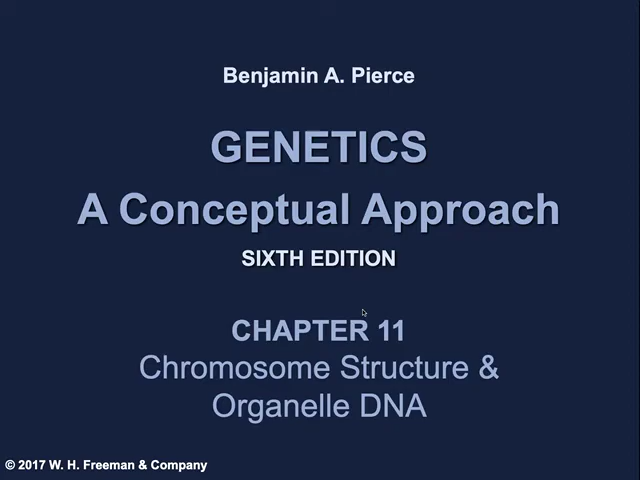 Benjamin A. Pierce
GENETICS
A Conceptual Approach
SIXTH EDITION
CHAPTER 11
Chromosome Structure &
Organelle DNA
© 2017 W. H. Freeman & Company